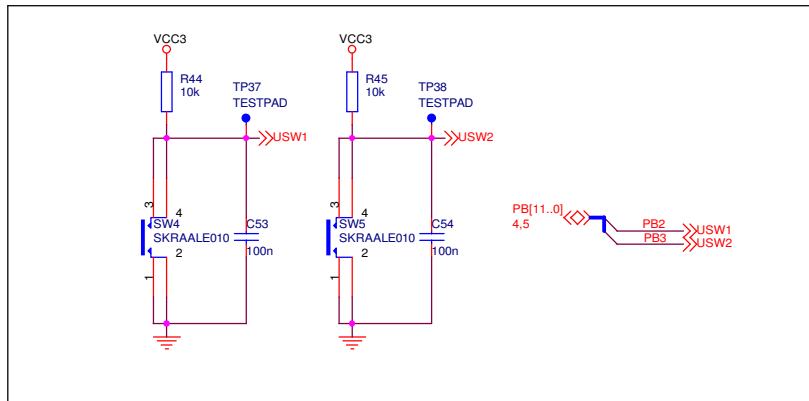 VCC3
R44
10k
TP37
TESTPAD
USW1
3
4
SW4
SKRAALE010
C53
100n
1
2
VCC3
R45
10k
TP38
TESTPAD
USW2
3
4
SW5
SKRAALE010
C54
100n
1
2
PB[11..0]
4,5
PB2
USW1
PB3
USW2